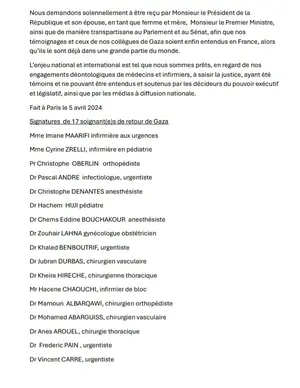 Nous demandons solennellement à être reçu par Monsieur le Président de la
République et son épouse, en tant que femme et mère, Monsieur le Premier Ministre,
ainsi que de manière transpartisane au Parlement et au Sénat, afin que nos
témoignages et ceux de nos collègues de Gaza soient enfin entendus en France, alors
qu'ils le sont déjà dans une grande partie du monde.
L'enjeu national et international est tel que nous sommes prêts, en regard de nos
engagements déontologiques de médecins et infirmiers, à saisir la justice, ayant été
témoins et ne pouvant être entendus et soutenus par les décideurs du pouvoir exécutif
et législatif, ainsi que par les médias à diffusion nationale.
Fait à Paris le 5 avril 2024
Signatures de 17 soignant(e)s de retour de Gaza
Mme Imane MAARIFI infirmière aux urgences
Mme Cyrine ZRELLI, infirmière en pédiatrie
Pr Christophe OBERLIN orthopédiste
Dr Pascal ANDRE infectiologue, urgentiste
Dr Christophe DENANTES anesthésiste
Dr Hachem HUJI pédiatre
Dr Chems Eddine BOUCHAKOUR anesthésiste
Dr Zouhair LAHNA gynécologue obstétricien
Dr Khaled BENBOUTRIF, urgentiste
Dr Jubran DURBAS, chirurgien vasculaire
Dr Kheira HIRECHE, chirurgienne thoracique
Mr Hacene CHAOUCHI, infirmier de bloc
Dr Mamoun ALBARQAWI, chirurgien orthopédiste
Dr Mohamed ABARGUISS, chirurgien vasculaire
Dr Anes AROUEL, chirurgie thoracique
Dr Frederic PAIN , urgentiste
Dr Vincent CARRE, urgentiste